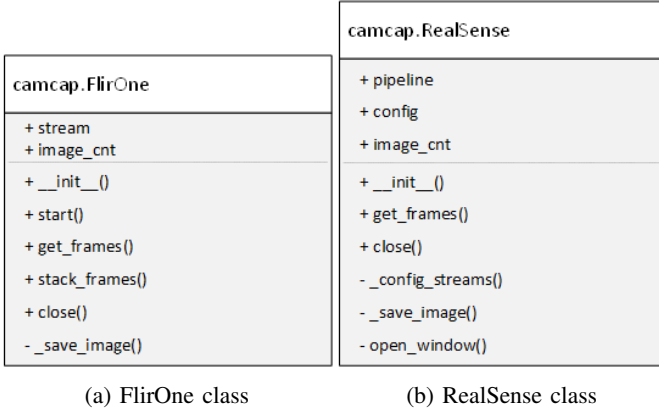 camcap.FlirOne
+ stream
+ image_cnt
+ __init__()
+ start()
+ get_frames()
+ stack_frames()
+ close()
- _save_image()
(a) FlirOne class
camcap.RealSense
+ pipeline
+ config
+ image_cnt
+ __init__()
+ get_frames()
+ close()
- _config_streams()
- _save_image()
- open_window()
(b) RealSense class